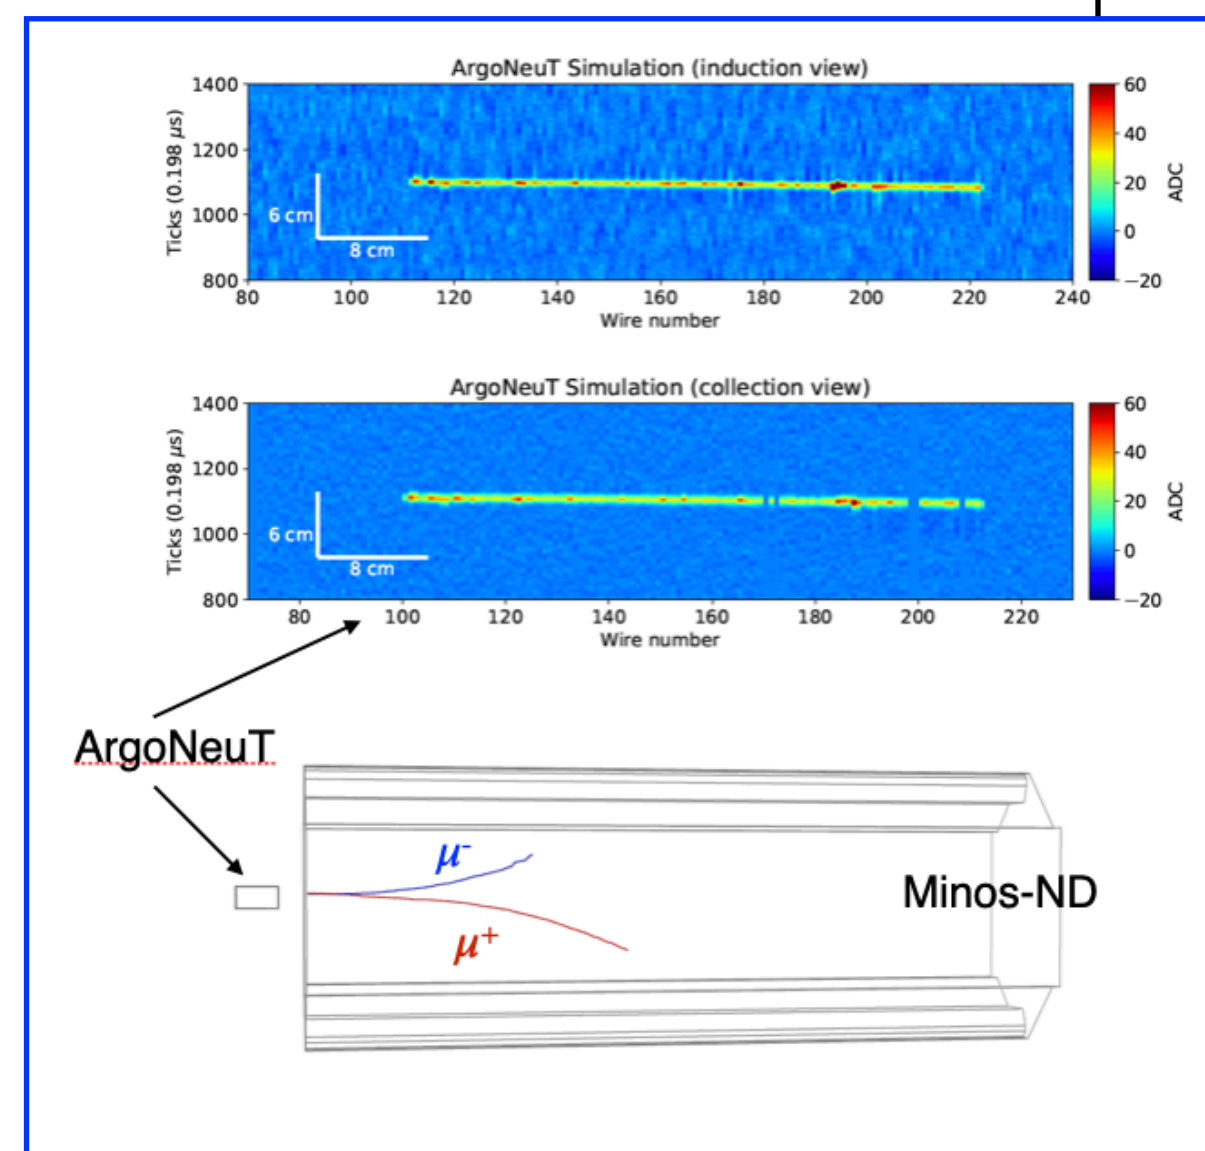 ArgoNeuT Simulation (induction view)
1400
1200
1000
800
Ticks (0.198 μs)
6 cm
8 cm
80 100 120 140 160 180 200 220 240
Wire number
60
40
20
0
−20
ADC
ArgoNeuT Simulation (collection view)
1400
1200
1000
800
Ticks (0.198 μs)
6 cm
8 cm
80 100 120 140 160 180 200 220
Wire number
60
40
20
0
−20
ADC
ArgoNeuT
μ-
Minos-ND
μ+